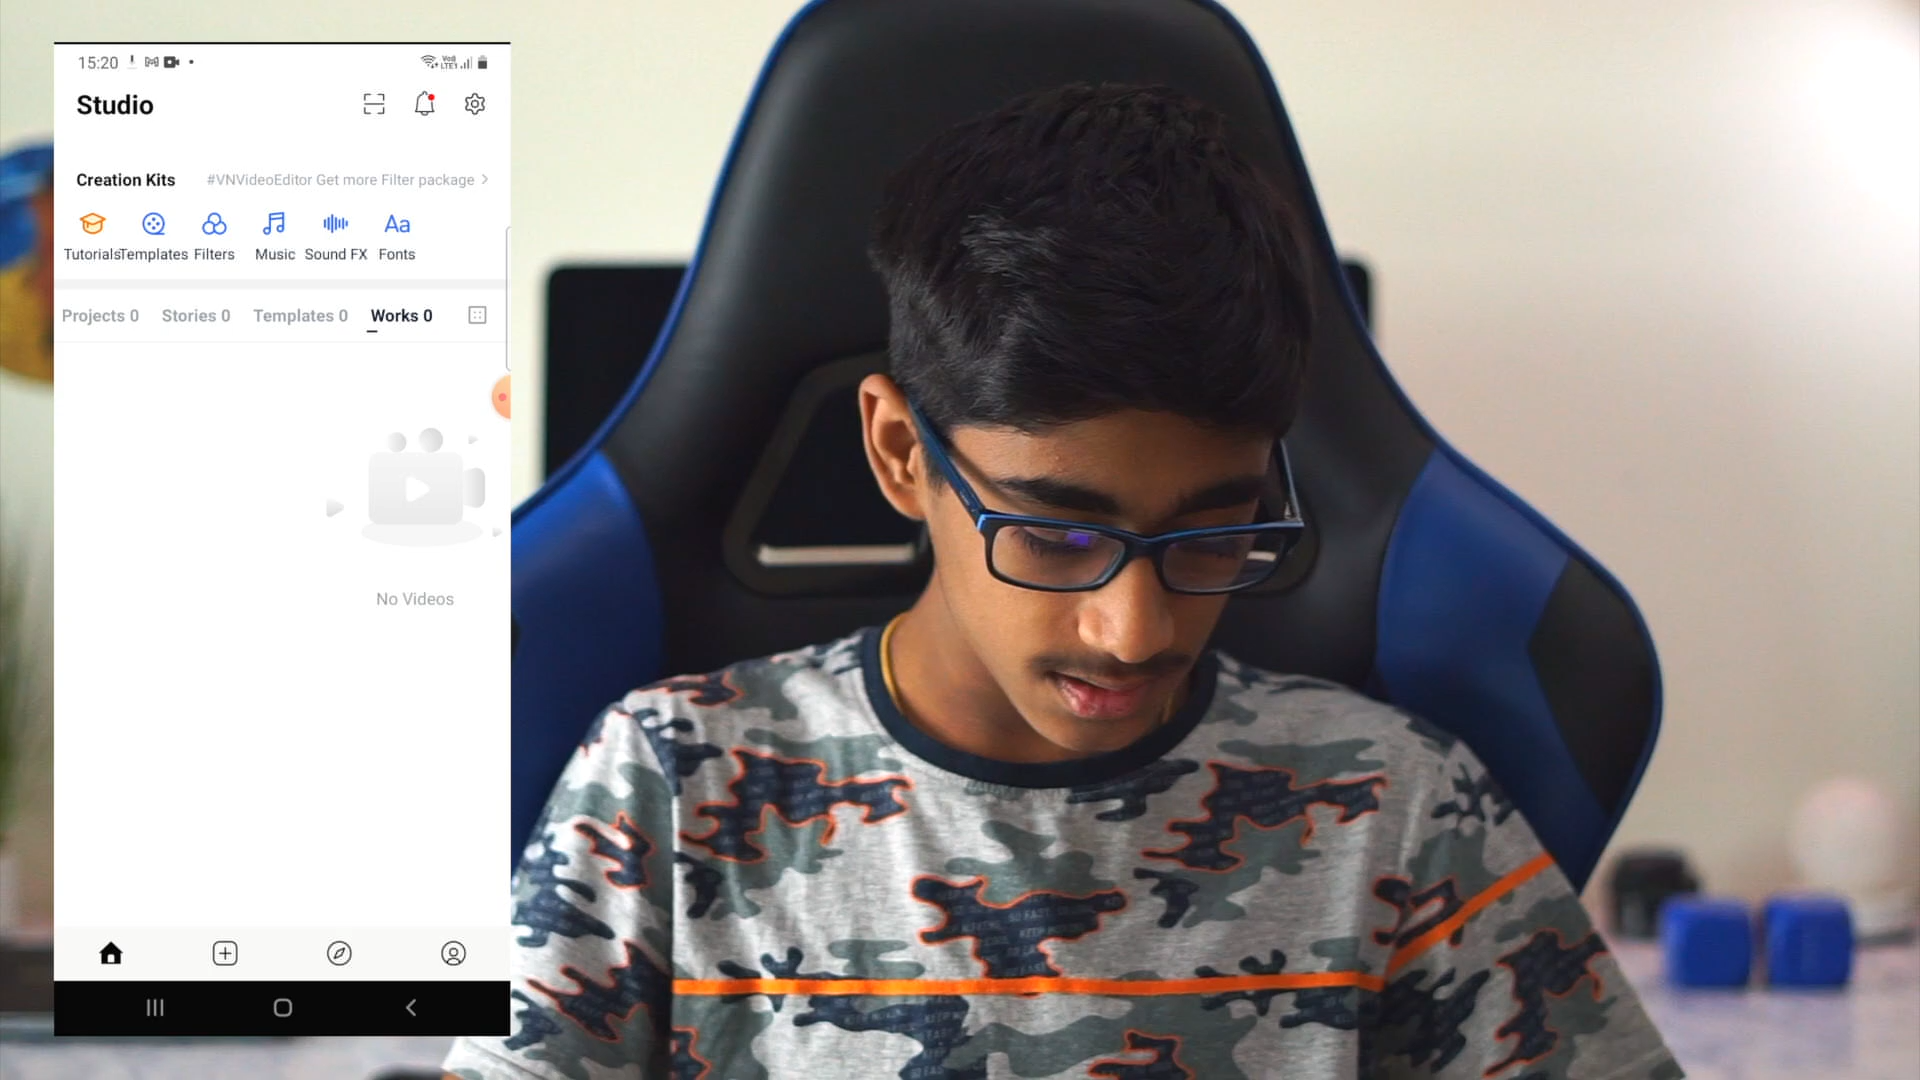 15:20
Studio
Creation Kits #VNVideoEditor Get more Filter package >
Tutorials Templates Filters Music Sound FX Fonts
Aa
Projects 0 Stories 0 Templates 0 Works 0
No Videos